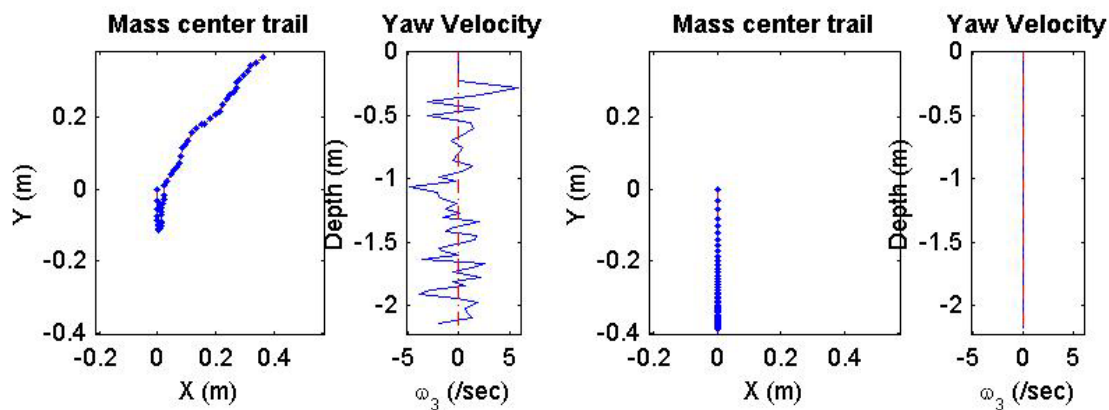 Mass center trail
Yaw Velocity
Mass center trail
Yaw Velocity
0.2
0
-0.2
-0.4
Y (m)
-0.2 0 0.2 0.4
X (m)
0
-0.5
-1
-1.5
-2
Depth (m)
-5 0 5
ω3 (/sec)
0.2
0
-0.2
-0.4
Y (m)
-0.2 0 0.2 0.4
X (m)
0
-0.5
-1
-1.5
-2
Depth (m)
-5 0 5
ω3 (/sec)